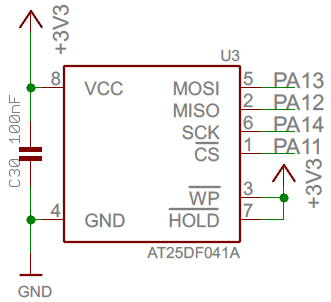 +3V3
U3
8 VCC MOSI 5 PA13
MISO 2 PA12
SCK 6 PA14
CS 1 PA11
C30 100nF
+3V3
WP 3
4 GND HOLD 7
AT25DF041A
GND